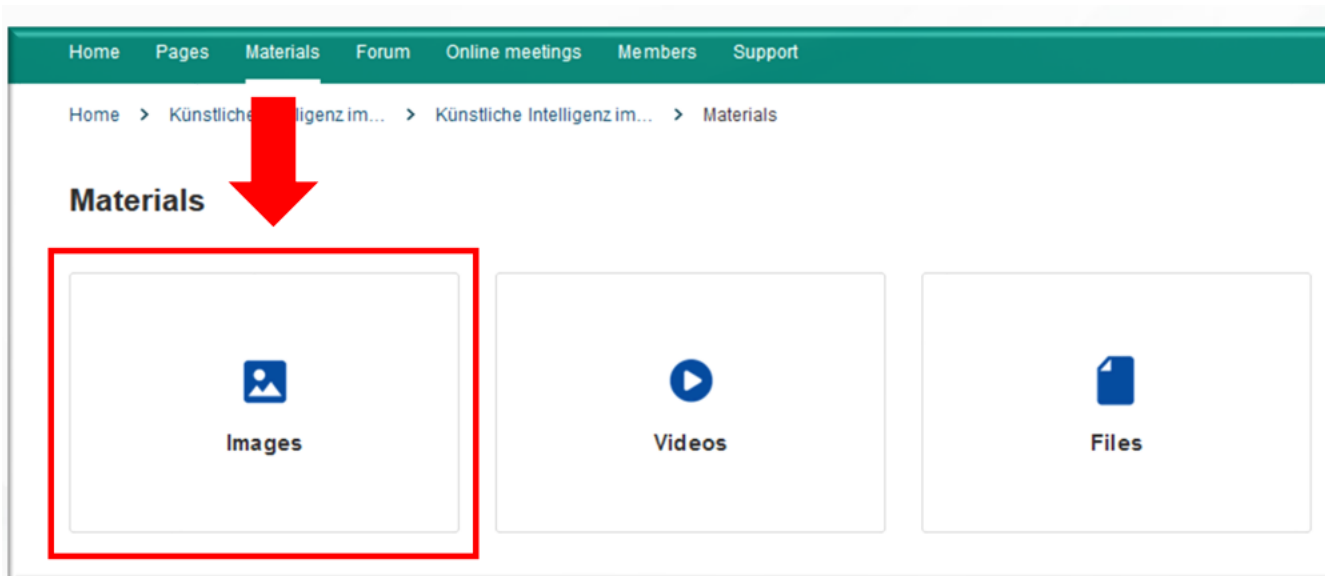 Home Pages Materials Forum Online meetings Members Support
Home > Künstliche ligenz im... > Künstliche Intelligenz im... > Materials
Materials
Images Videos Files